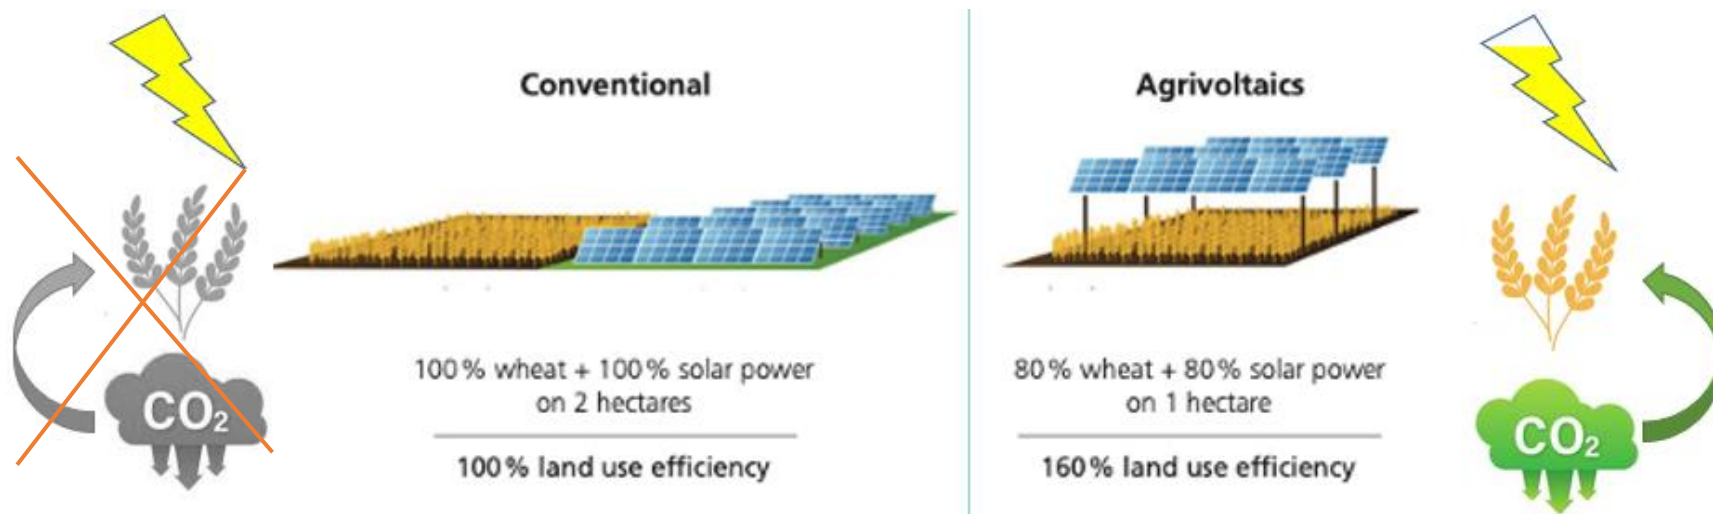 Conventional
100 % wheat + 100 % solar power
on 2 hectares
100 % land use efficiency
CO₂
Agrivoltaics
80 % wheat + 80 % solar power
on 1 hectare
160 % land use efficiency
CO₂